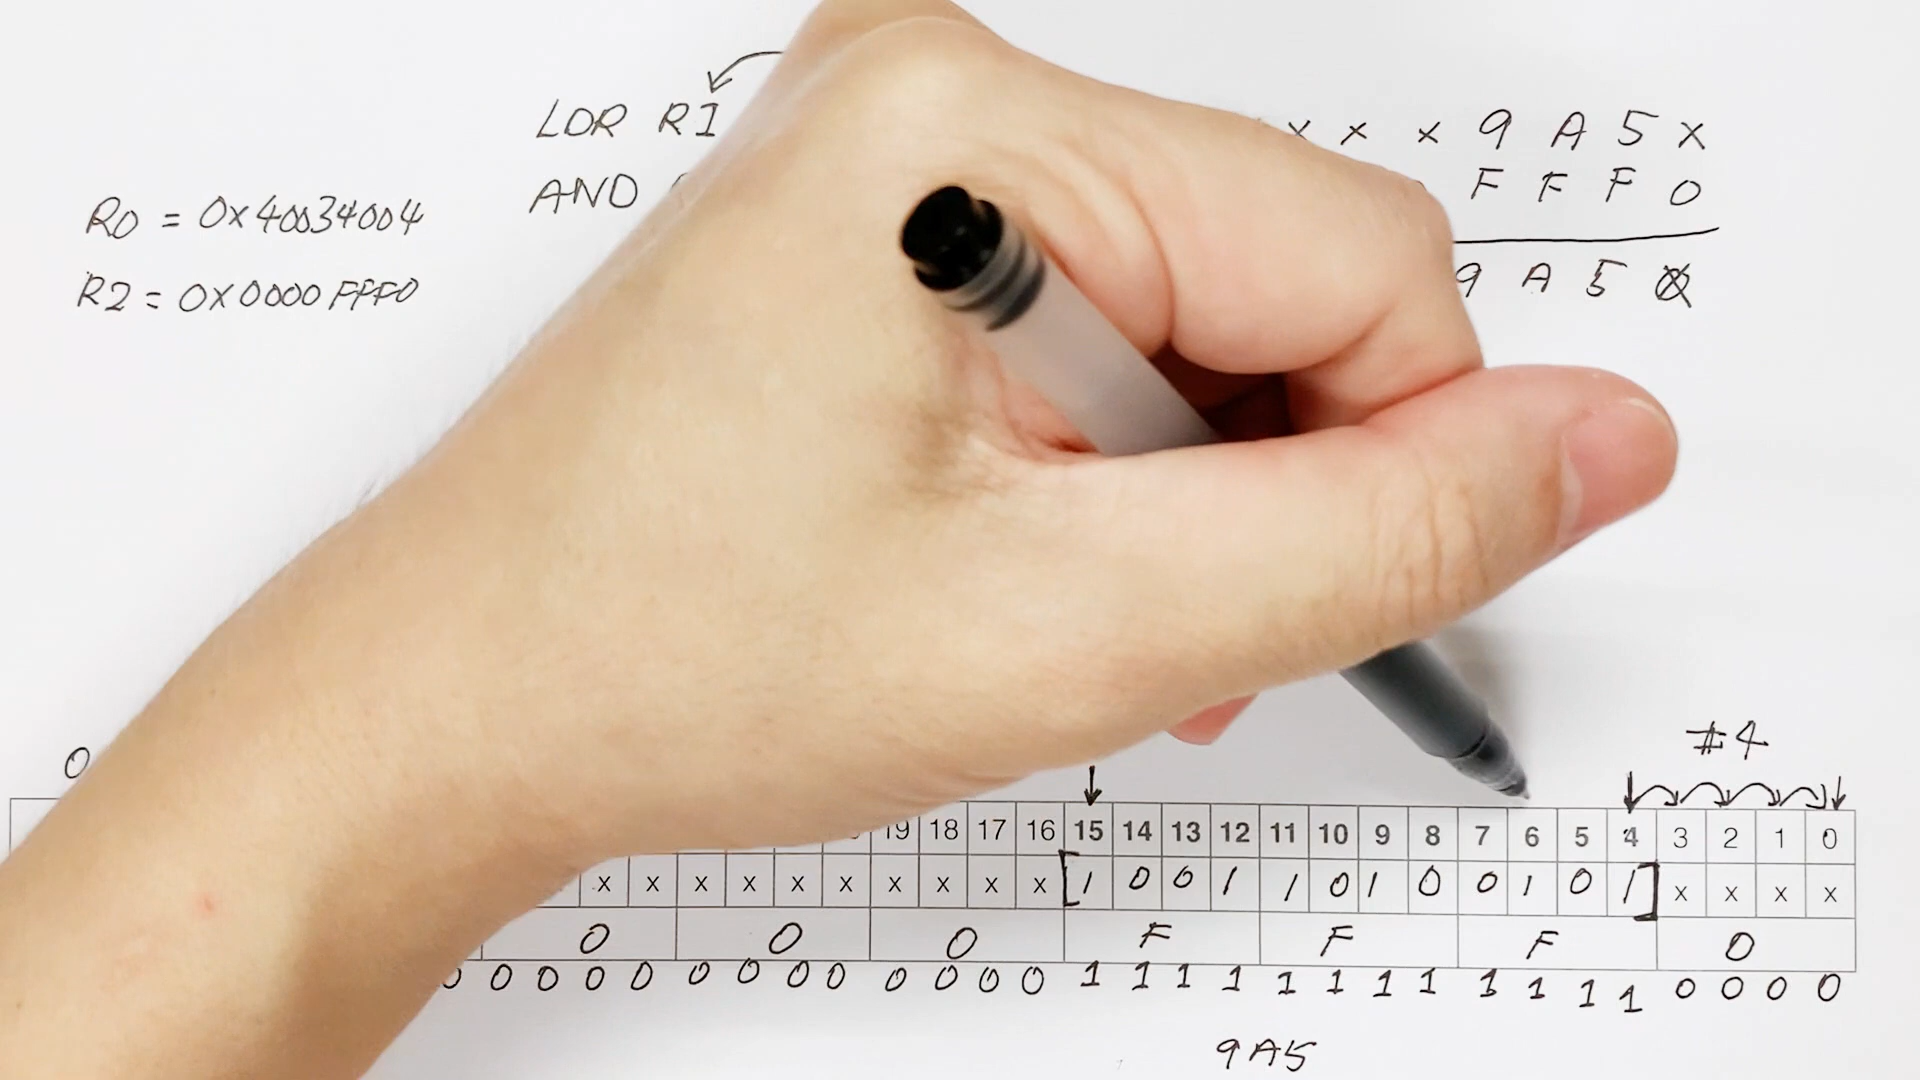 LDR R1
AND
x x x 9 A 5 x
F F F 0
9 A 5
R0 = 0x40034004
R2 = 0x0000FFF0
#4
0
19 18 17 16 15 14 13 12 11 10 9 8 7 6 5 4 3 2 1 0
x x x x x x x x x x [1 0 0 1 1 0 1 0 0 1 0 1] x x x x
0 0 0 F F F 0
0 0 0 0 0 0 0 0 0 0 0 0 0 1 1 1 1 1 1 1 1 1 1 1 1 0 0 0 0
9A5